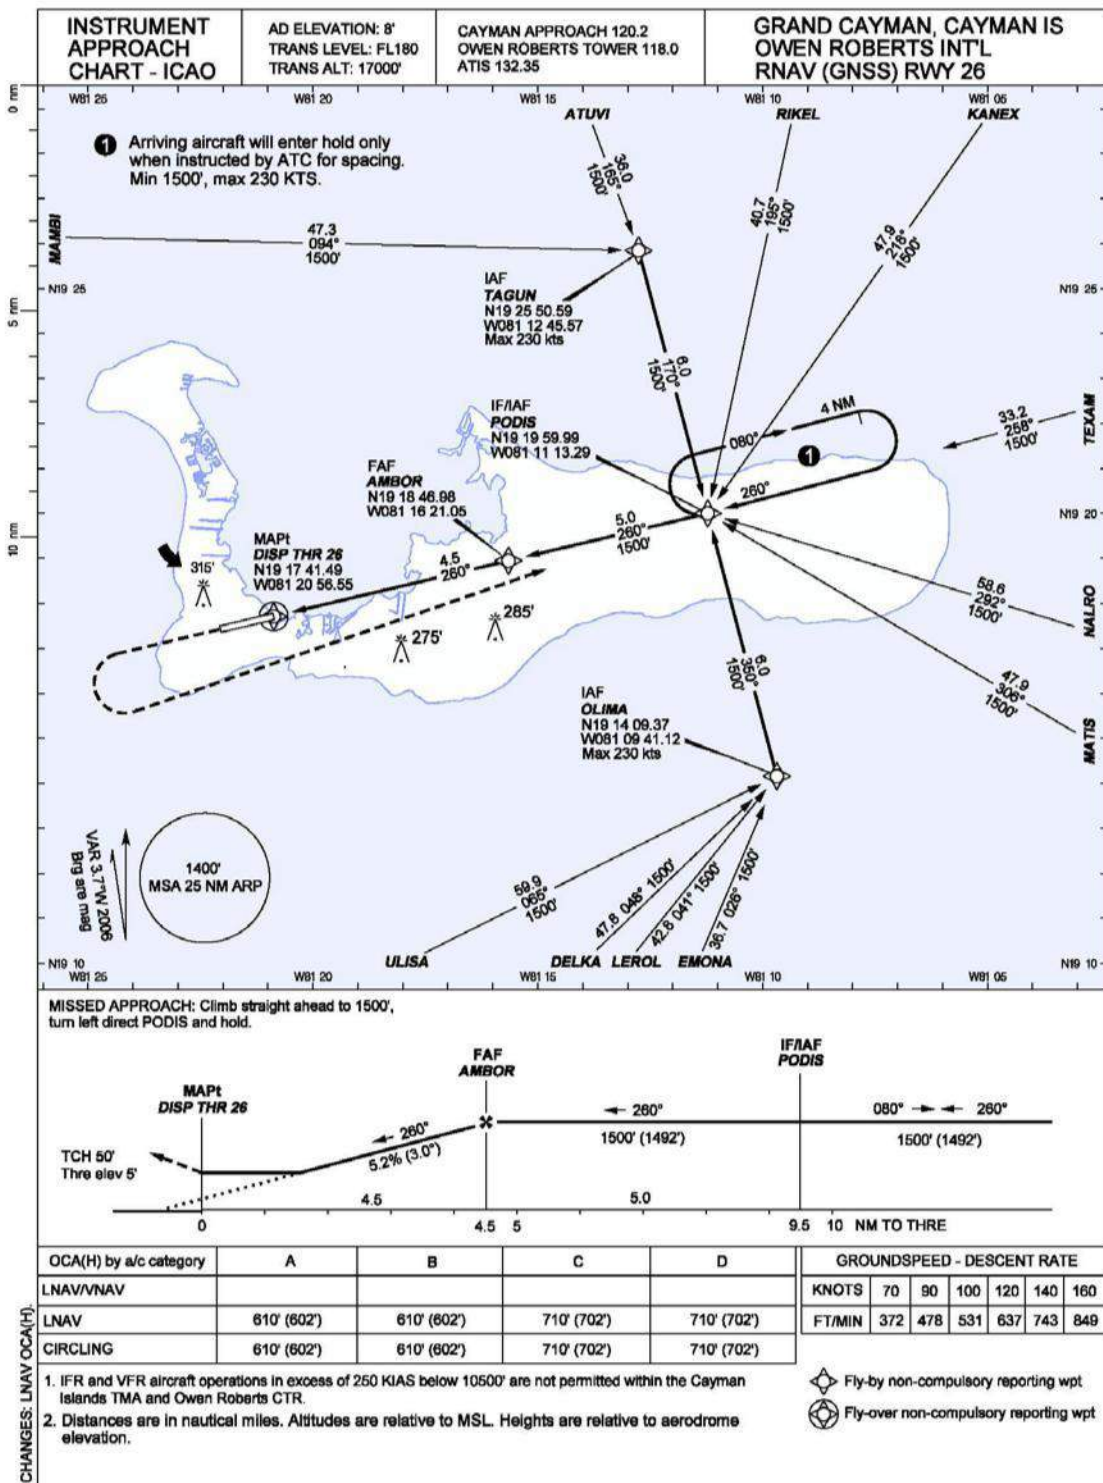 INSTRUMENT
APPROACH
CHART - ICAO
AD ELEVATION: 8'
TRANS LEVEL: FL180
TRANS ALT: 17000'
CAYMAN APPROACH 120.2
OWEN ROBERTS TOWER 118.0
ATIS 132.35
GRAND CAYMAN, CAYMAN IS
OWEN ROBERTS INT'L
RNAV (GNSS) RWY 26
0 nm
5 nm
10 nm
W81 25
W81 20
W81 15
W81 10
W81 05
ATUVI
RIKEL
KANEX
1 Arriving aircraft will enter hold only
when instructed by ATC for spacing.
Min 1500', max 230 KTS.
36.0
165°
1500'
40.7
195°
1500'
47.9
218°
1500'
MAMBI
47.3
094°
1500'
N19 25
N19 25
IAF
TAGUN
N19 25 50.59
W081 12 45.57
Max 230 kts
6.0
170°
1500'
IF/IAF
PODIS
N19 19 59.99
W081 11 13.29
4 NM
080°
1
260°
33.2
258°
1500'
TEXAM
FAF
AMBOR
N19 18 46.98
W081 16 21.05
N19 20
5.0
260°
1500'
MAPt
DISP THR 26
N19 17 41.49
W081 20 56.55
4.5
260°
315'
285'
275'
58.6
292°
1500'
NALRO
6.0
350°
1500'
47.9
306°
1500'
MATIS
IAF
OLIMA
N19 14 09.37
W081 09 41.12
Max 230 kts
VAR 3.7°W 2006
Brg are mag
1400'
MSA 25 NM ARP
59.9
065°
1500'
47.8 048° 1500'
42.8 041° 1500'
36.7 026° 1500'
ULISA
DELKA LEROL EMONA
N19 10
N19 10
W81 25
W81 20
W81 15
W81 10
W81 05
MISSED APPROACH: Climb straight ahead to 1500',
turn left direct PODIS and hold.
MAPt
DISP THR 26
FAF
AMBOR
IF/IAF
PODIS
TCH 50'
Thre elev 5'
260°
5.2% (3.0°)
260°
1500' (1492')
080° 260°
1500' (1492')
4.5
5.0
0 4.5 5 9.5 10 NM TO THRE
OCA(H) by a/c category A B C D
LNAV/VNAV
LNAV 610' (602') 610' (602') 710' (702') 710' (702')
CIRCLING 610' (602') 610' (602') 710' (702') 710' (702')
GROUNDSPEED - DESCENT RATE
KNOTS 70 90 100 120 140 160
FT/MIN 372 478 531 637 743 849
1. IFR and VFR aircraft operations in excess of 250 KIAS below 10500' are not permitted within the Cayman
Islands TMA and Owen Roberts CTR.
2. Distances are in nautical miles. Altitudes are relative to MSL. Heights are relative to aerodrome
elevation.
Fly-by non-compulsory reporting wpt
Fly-over non-compulsory reporting wpt
CHANGES: LNAV OCA(H).